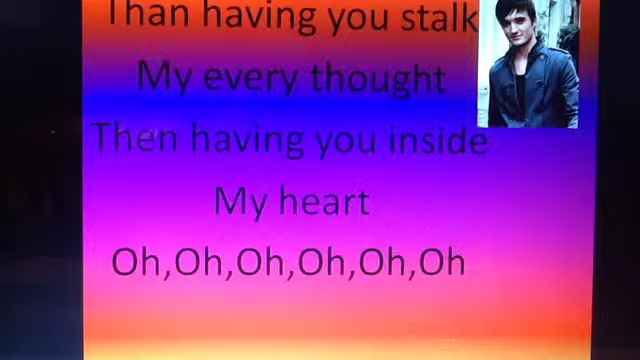 Than having you stalk
My every thought
Then having you inside
My heart
Oh,Oh,Oh,Oh,Oh,Oh